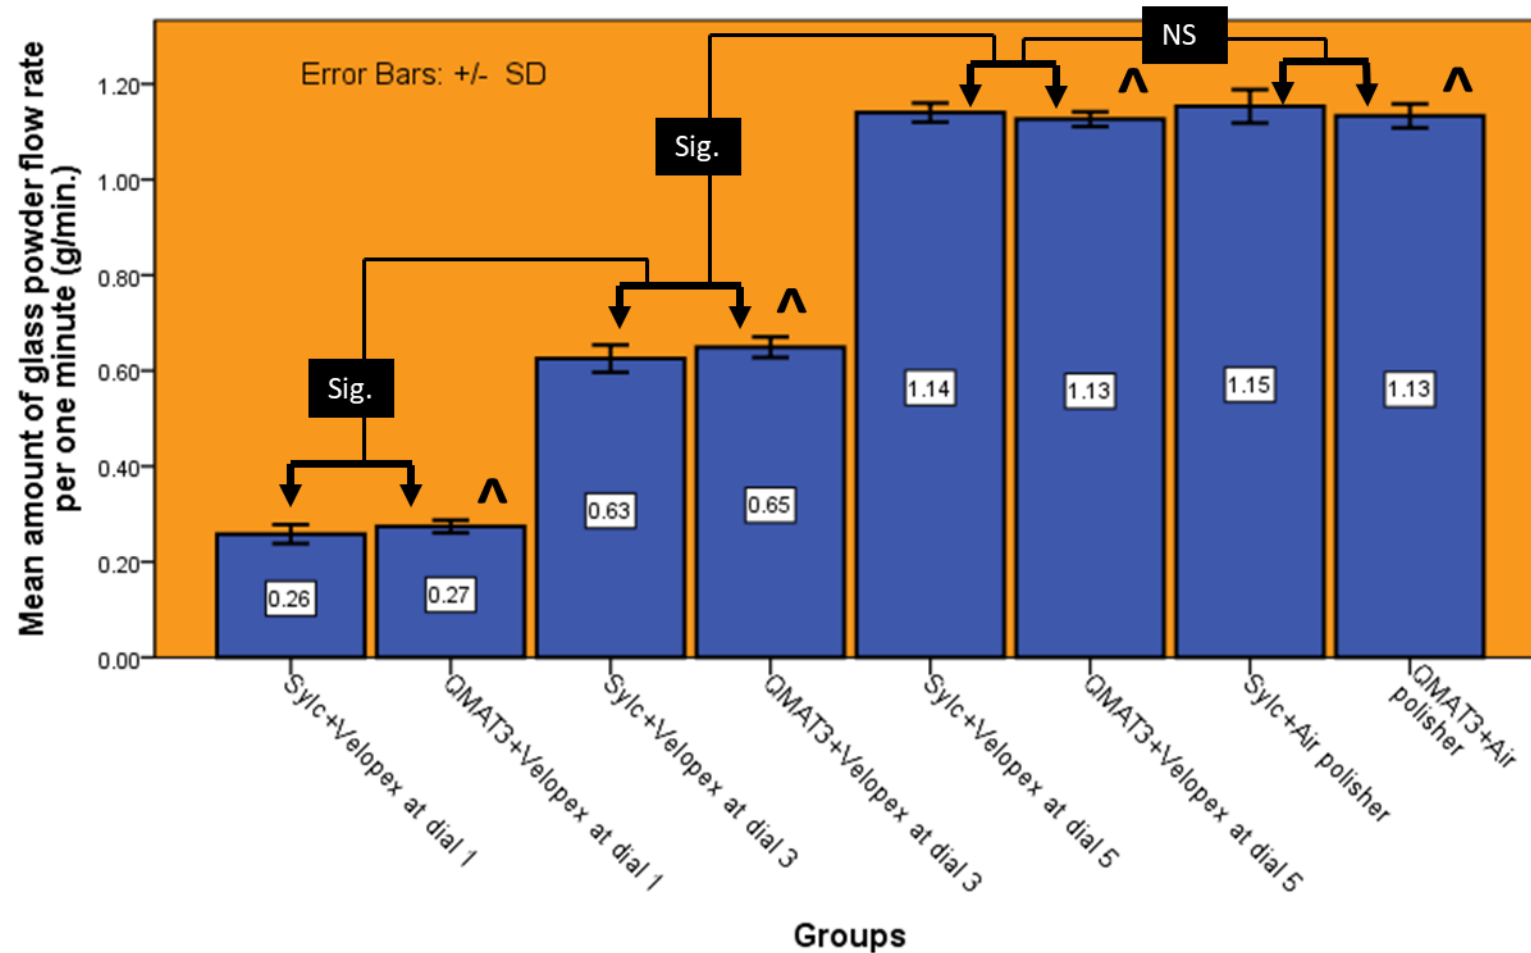 Mean amount of glass powder flow rate
per one minute (g/min.)
1.20
1.00
0.80
0.60
0.40
0.20
0.00
Error Bars: +/- SD
NS
Sig.
Sig.
^
^
^
^
0.26
0.27
0.63
0.65
1.14
1.13
1.15
1.13
Sylc+Velopex at dial 1
QMAT3+Velopex at dial 1
Sylc+Velopex at dial 3
QMAT3+Velopex at dial 3
Sylc+Velopex at dial 5
QMAT3+Velopex at dial 5
Sylc+Air polisher
QMAT3+Air
polisher
Groups